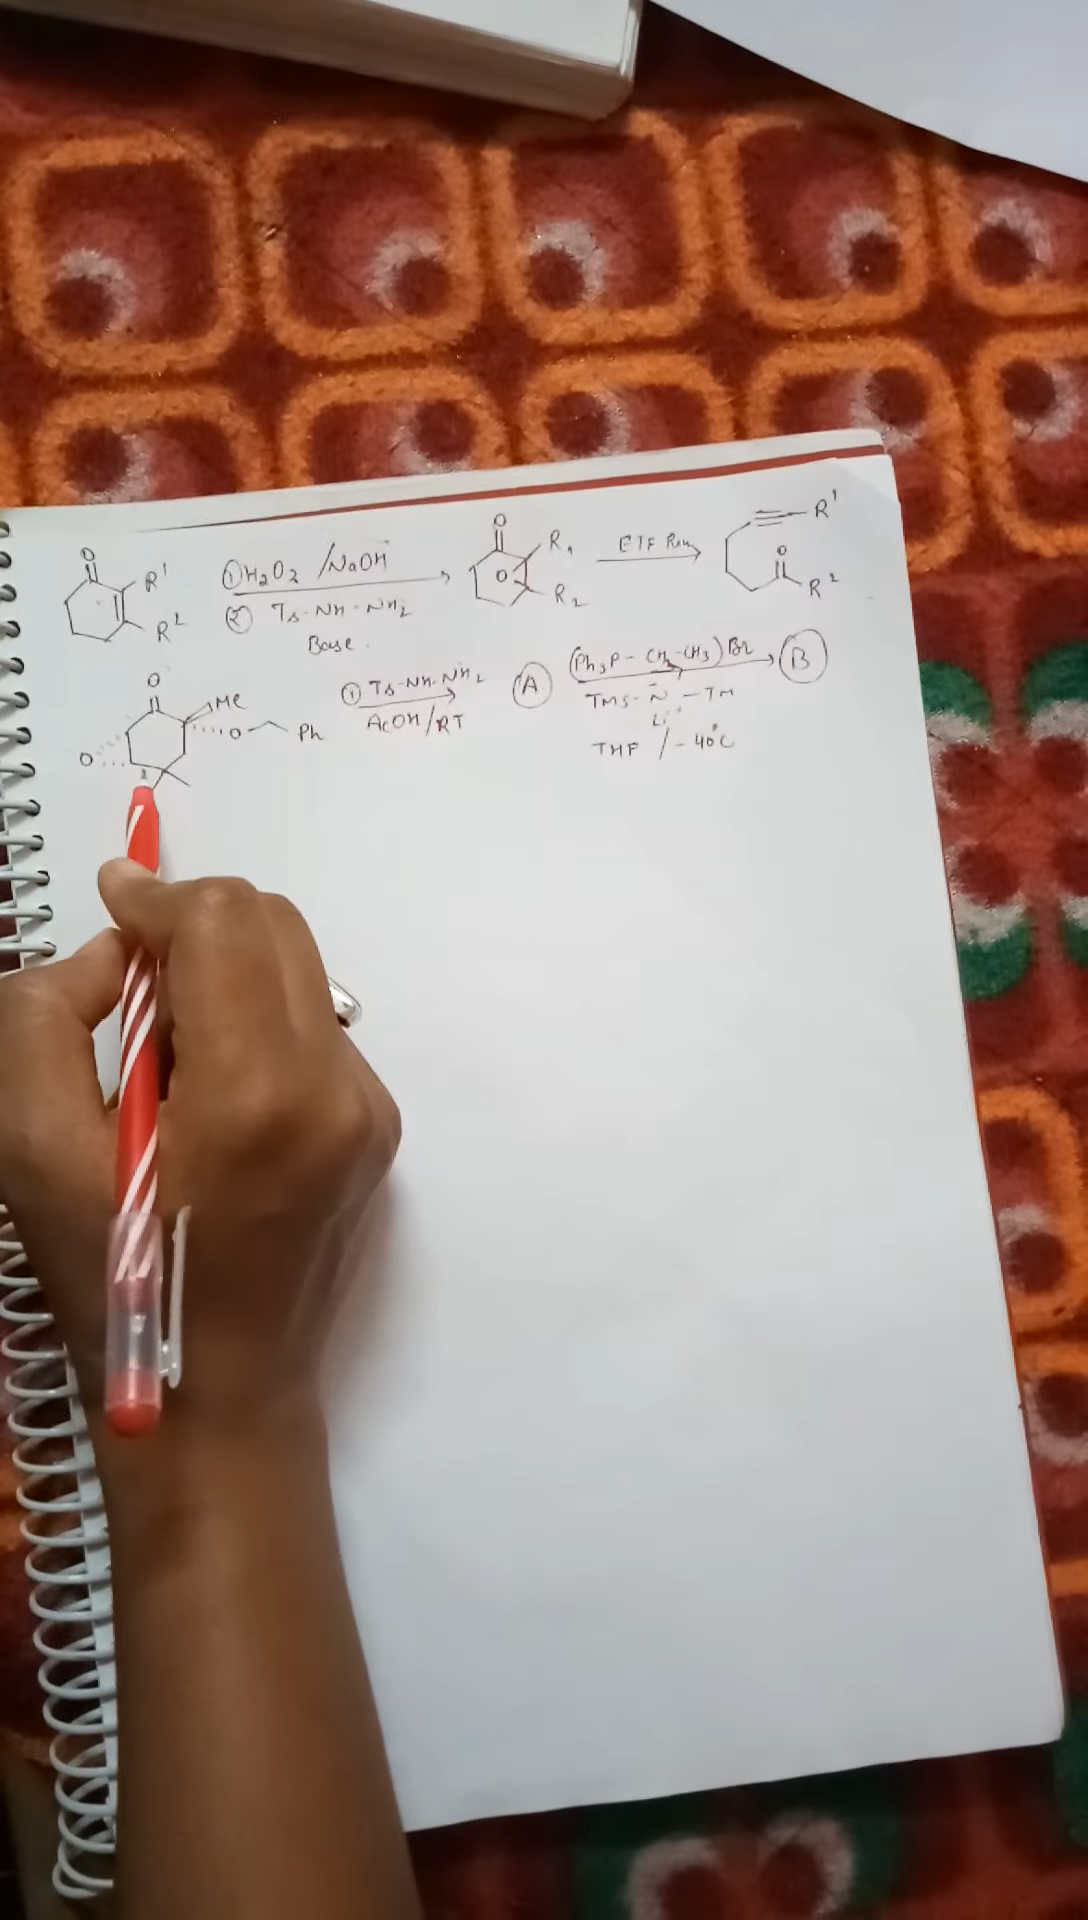 O R¹ R² ① H₂O₂ /NaOH ② Ts-NH-NH₂ Base. O O R₁ R₂ ETF Rxn R¹ O R²
O Me O Ph O ① Ts-NH-NH₂ AcOH/RT Ⓐ (Ph₃P-CH₂-CH₃)Br TMS-N-TM Li⁺ THF /-40°C Ⓑ